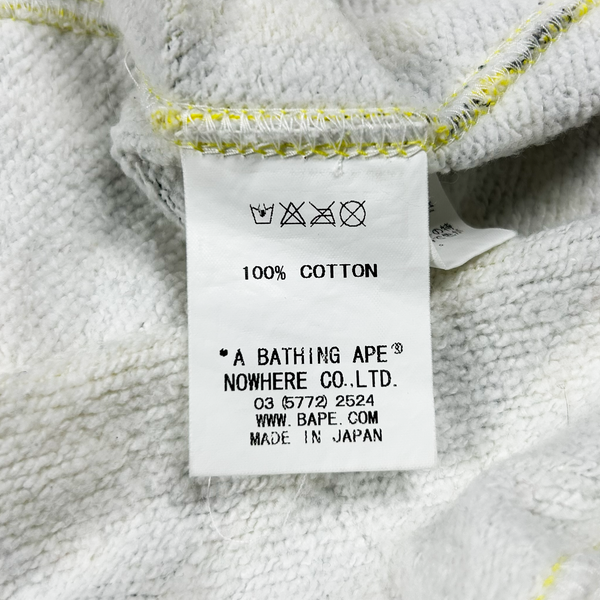 100% COTTON
"A BATHING APE®
NOWHERE CO.,LTD.
03 (5772) 2524
WWW. BAPE. COM
MADE IN JAPAN